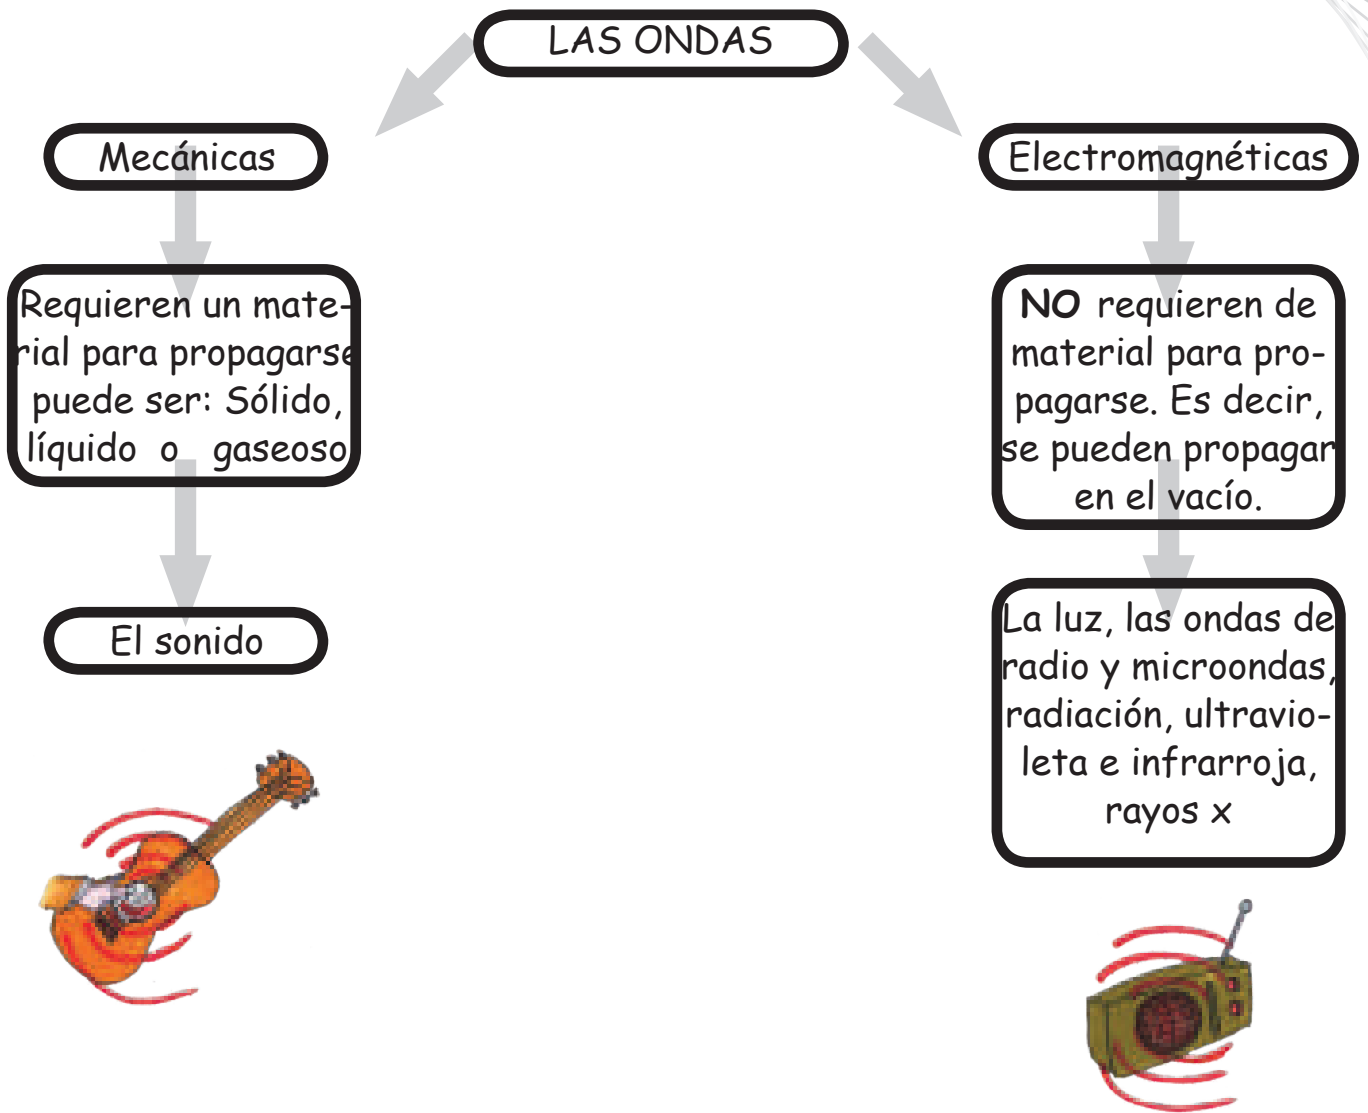 LAS ONDAS
Mecánicas
Requieren un mate-
rial para propagarse
puede ser: Sólido,
líquido o gaseoso
El sonido
Electromagnéticas
NO requieren de
material para pro-
pagarse. Es decir,
se pueden propagar
en el vacío.
La luz, las ondas de
radio y microondas,
radiación, ultravio-
leta e infrarroja,
rayos x